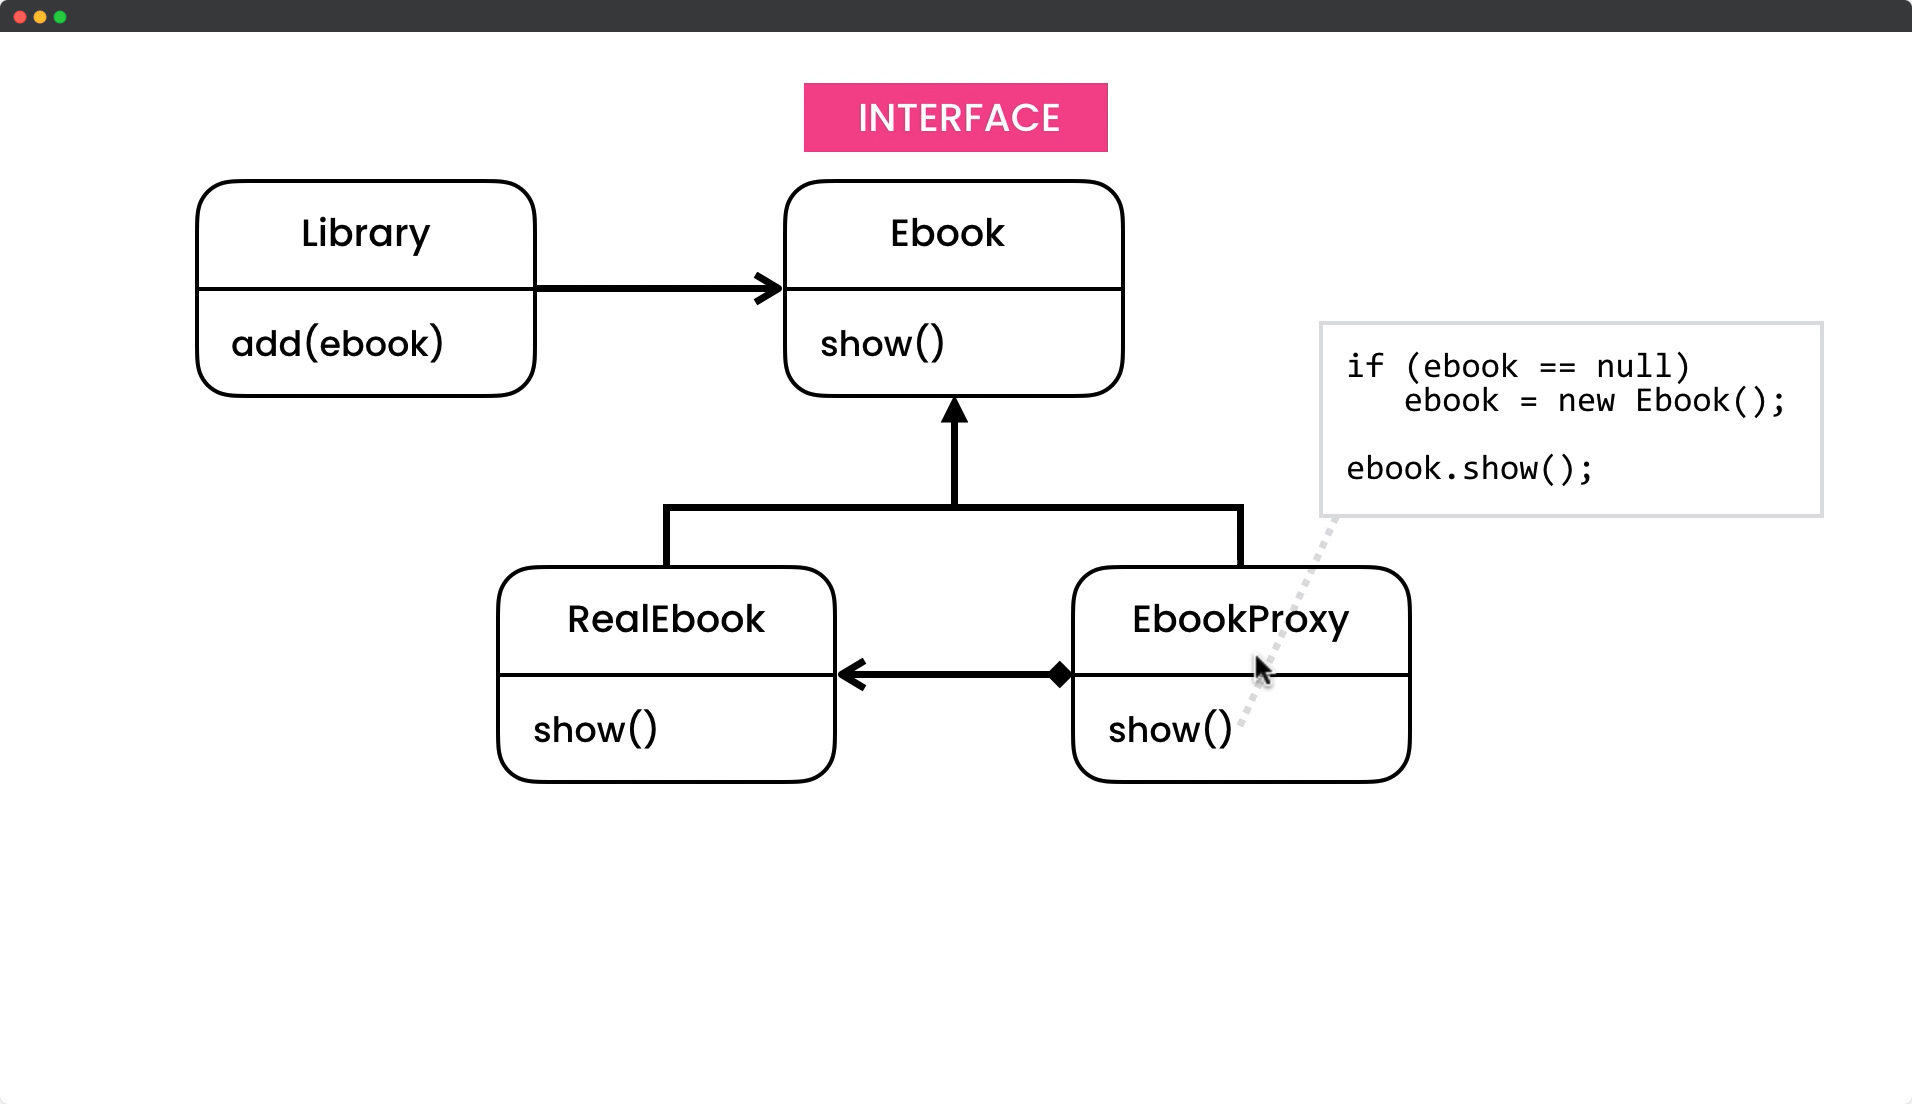 INTERFACE
Library
add(ebook)
Ebook
show()
if (ebook == null)
   ebook = new Ebook();
ebook.show();
RealEbook
show()
EbookProxy
show()